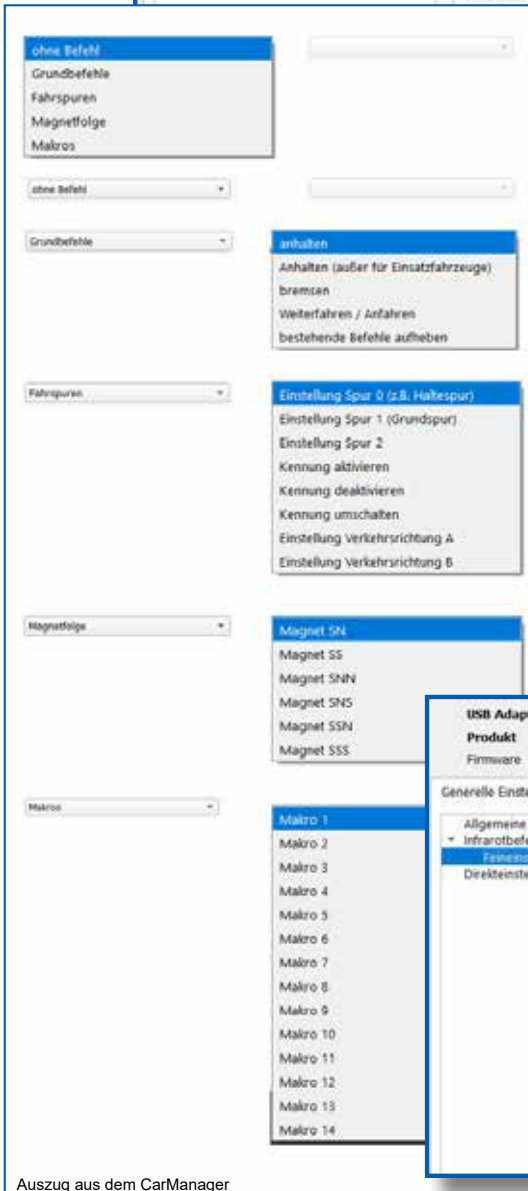 ohne Befehl
Grundbefehle
Fahrspuren
Magnetfolge
Makros
ohne Befehl
Grundbefehle
anhalten
Anhalten (außer für Einsatzfahrzeuge)
bremsen
Weiterfahren / Anfahren
bestehende Befehle aufheben
Fahrspuren
Einstellung Spur 0 (z.B. Haltespur)
Einstellung Spur 1 (Grundspur)
Einstellung Spur 2
Kennung aktivieren
Kennung deaktivieren
Kennung umschalten
Einstellung Verkehrsrichtung A
Einstellung Verkehrsrichtung B
Magnetfolge
Magnet SN
Magnet SS
Magnet SNN
Magnet SNS
Magnet SSN
Magnet SSS
Makros
Makro 1
Makro 2
Makro 3
Makro 4
Makro 5
Makro 6
Makro 7
Makro 8
Makro 9
Makro 10
Makro 11
Makro 12
Makro 13
Makro 14
USB Adap
Produkt
Firmware
Generelle Einste
Allgemeine
Infrarotbefe
Feineins
Direkteinste
Auszug aus dem CarManager